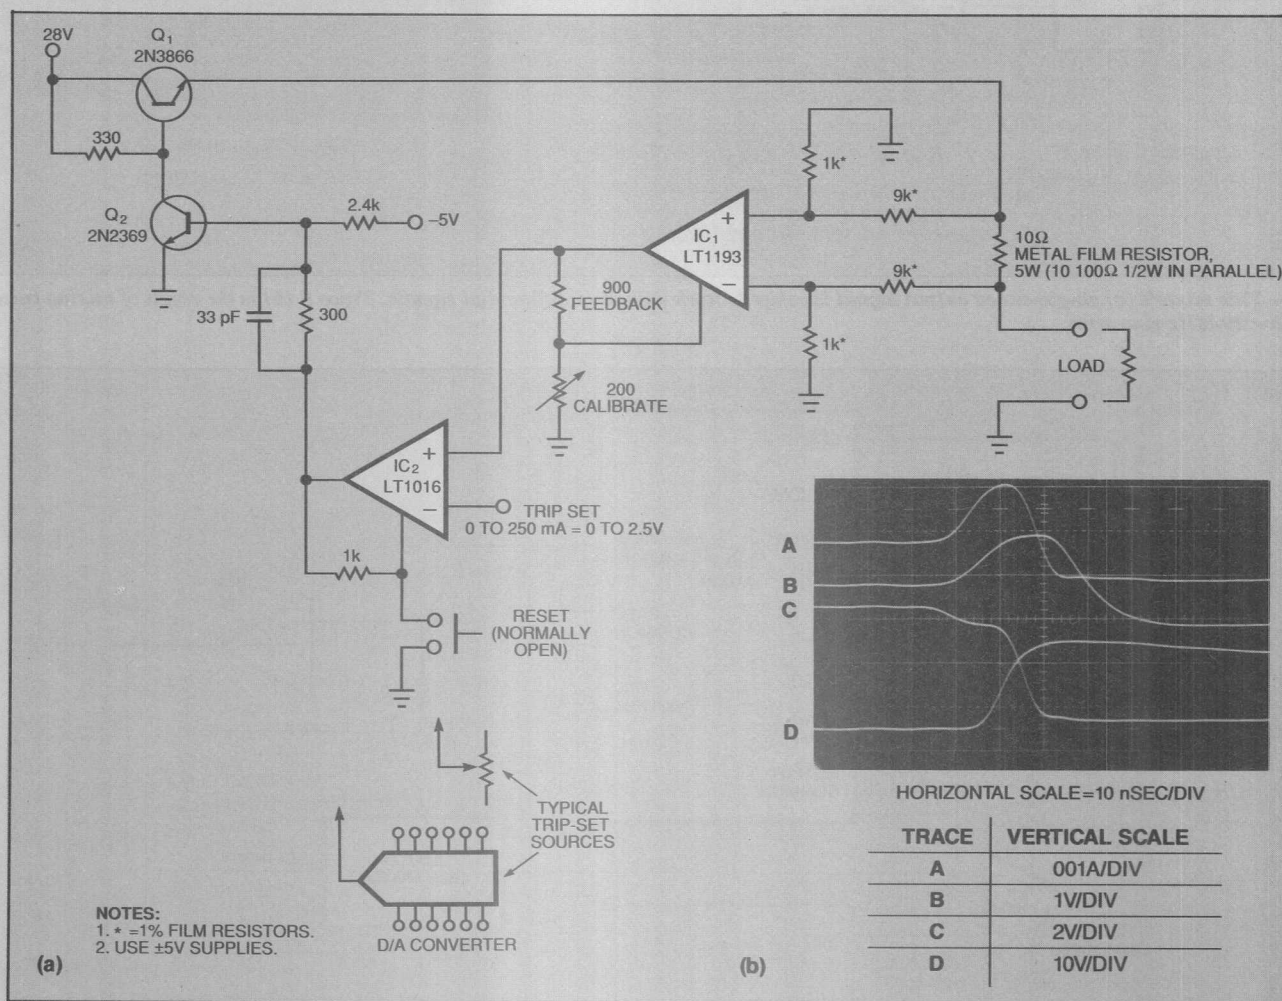 28V
Q1
2N3866
330
Q2
2N2369
2.4k
–5V
33 pF
300
900
FEEDBACK
200
CALIBRATE
+
IC1
LT1193
–
1k*
9k*
9k*
1k*
10Ω
METAL FILM RESISTOR,
5W (10 100Ω 1/2W IN PARALLEL)
LOAD
+
IC2
LT1016
–
TRIP SET
0 TO 250 mA = 0 TO 2.5V
1k
RESET
(NORMALLY
OPEN)
TYPICAL
TRIP-SET
SOURCES
D/A CONVERTER
NOTES:
1. * =1% FILM RESISTORS.
2. USE ±5V SUPPLIES.
(a)
A
B
C
D
HORIZONTAL SCALE=10 nSEC/DIV
TRACE VERTICAL SCALE
A 001A/DIV
B 1V/DIV
C 2V/DIV
D 10V/DIV
(b)